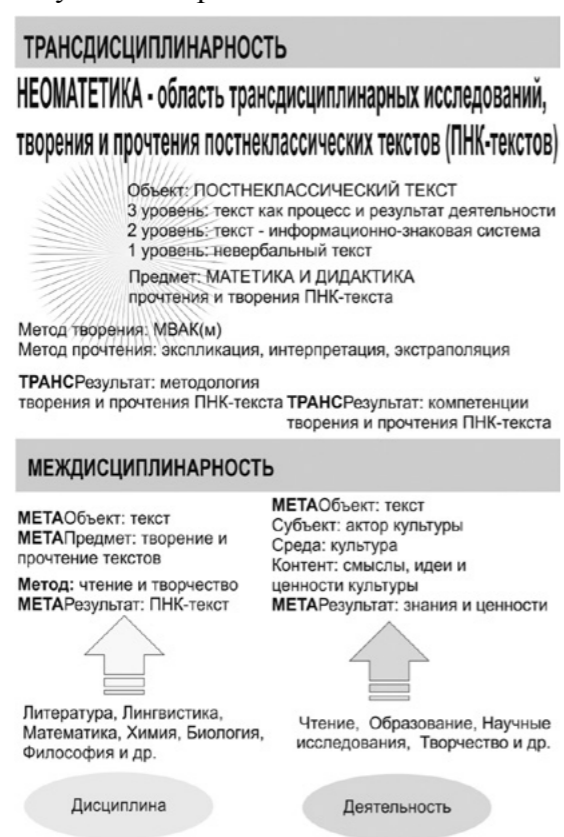 ТРАНСДИСЦИПЛИНАРНОСТЬ
НЕОМАТЕТИКА - область трансдисциплинарных исследований,
творения и прочтения постнеклассических текстов (ПНК-текстов)
Объект: ПОСТНЕКЛАССИЧЕСКИЙ ТЕКСТ
3 уровень: текст как процесс и результат деятельности
2 уровень: текст - информационно-знаковая система
1 уровень: невербальный текст
Предмет: МАТЕТИКА И ДИДАКТИКА
прочтения и творения ПНК-текста
Метод творения: МВАК(м)
Метод прочтения: экспликация, интерпретация, экстраполяция
ТРАНСРезультат: методология
творения и прочтения ПНК-текста
ТРАНСРезультат: компетенции
творения и прочтения ПНК-текста
МЕЖДИСЦИПЛИНАРНОСТЬ
МЕТАОбъект: текст
МЕТАПредмет: творение и
прочтение текстов
Метод: чтение и творчество
МЕТАРезультат: ПНК-текст
МЕТАОбъект: текст
Субъект: актор культуры
Среда: культура
Контент: смыслы, идеи и
ценности культуры
МЕТАРезультат: знания и ценности
Литература, Лингвистика,
Математика, Химия, Биология,
Философия и др.
Чтение, Образование, Научные
исследования, Творчество и др.
Дисциплина
Деятельность